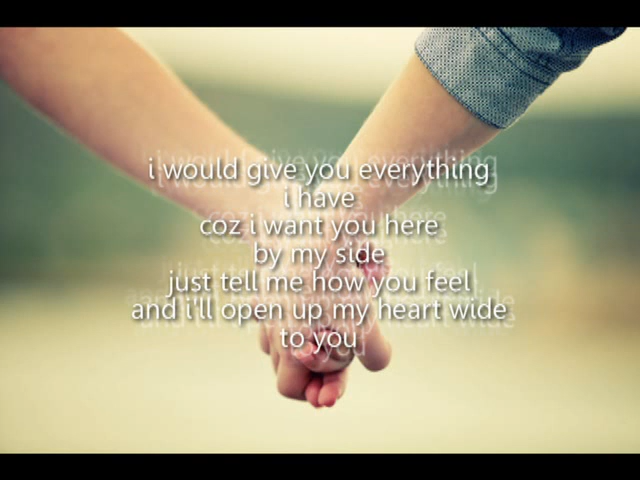 i would give you everything
i have
coz i want you here
by my side
just tell me how you feel
and i'll open up my heart wide
to you